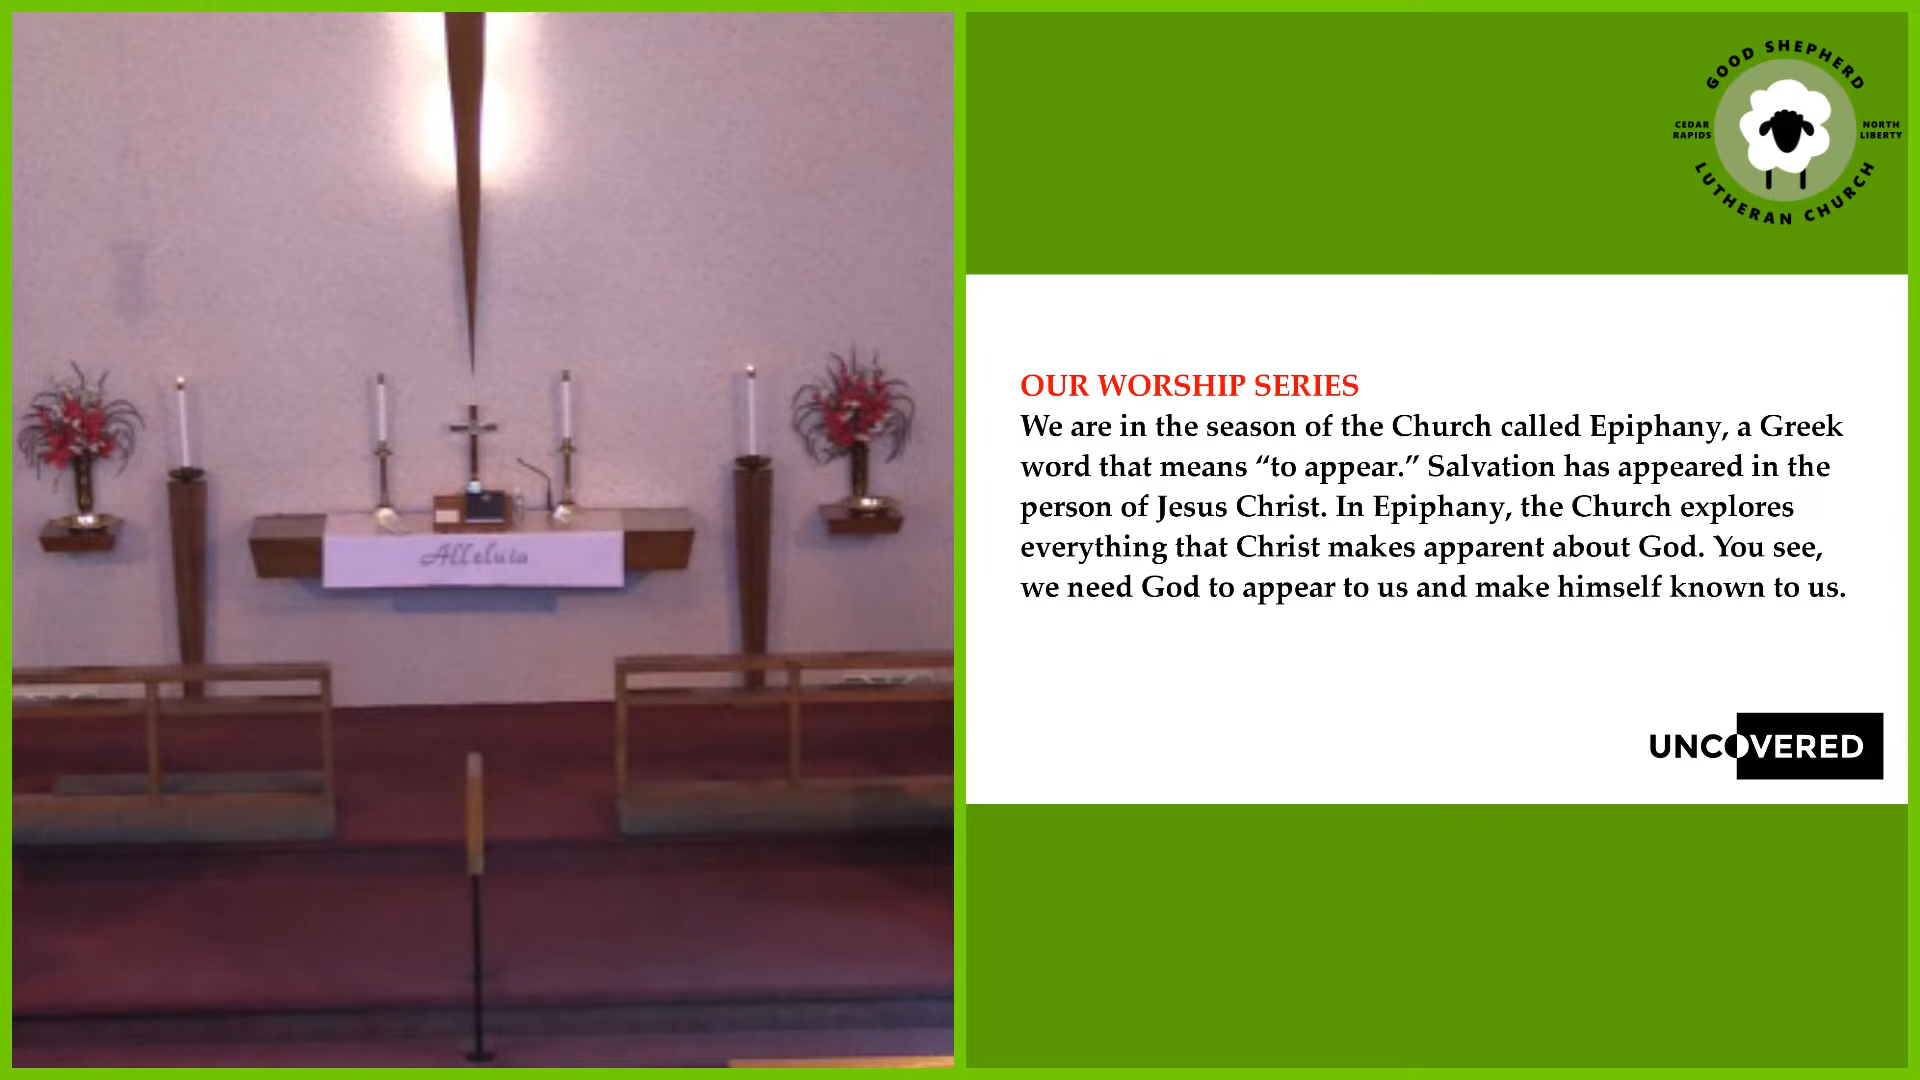 Alleluia
GOOD SHEPHERD
CEDAR RAPIDS
NORTH LIBERTY
LUTHERAN CHURCH
OUR WORSHIP SERIES
We are in the season of the Church called Epiphany, a Greek
word that means “to appear.” Salvation has appeared in the
person of Jesus Christ. In Epiphany, the Church explores
everything that Christ makes apparent about God. You see,
we need God to appear to us and make himself known to us.
UNCOVERED